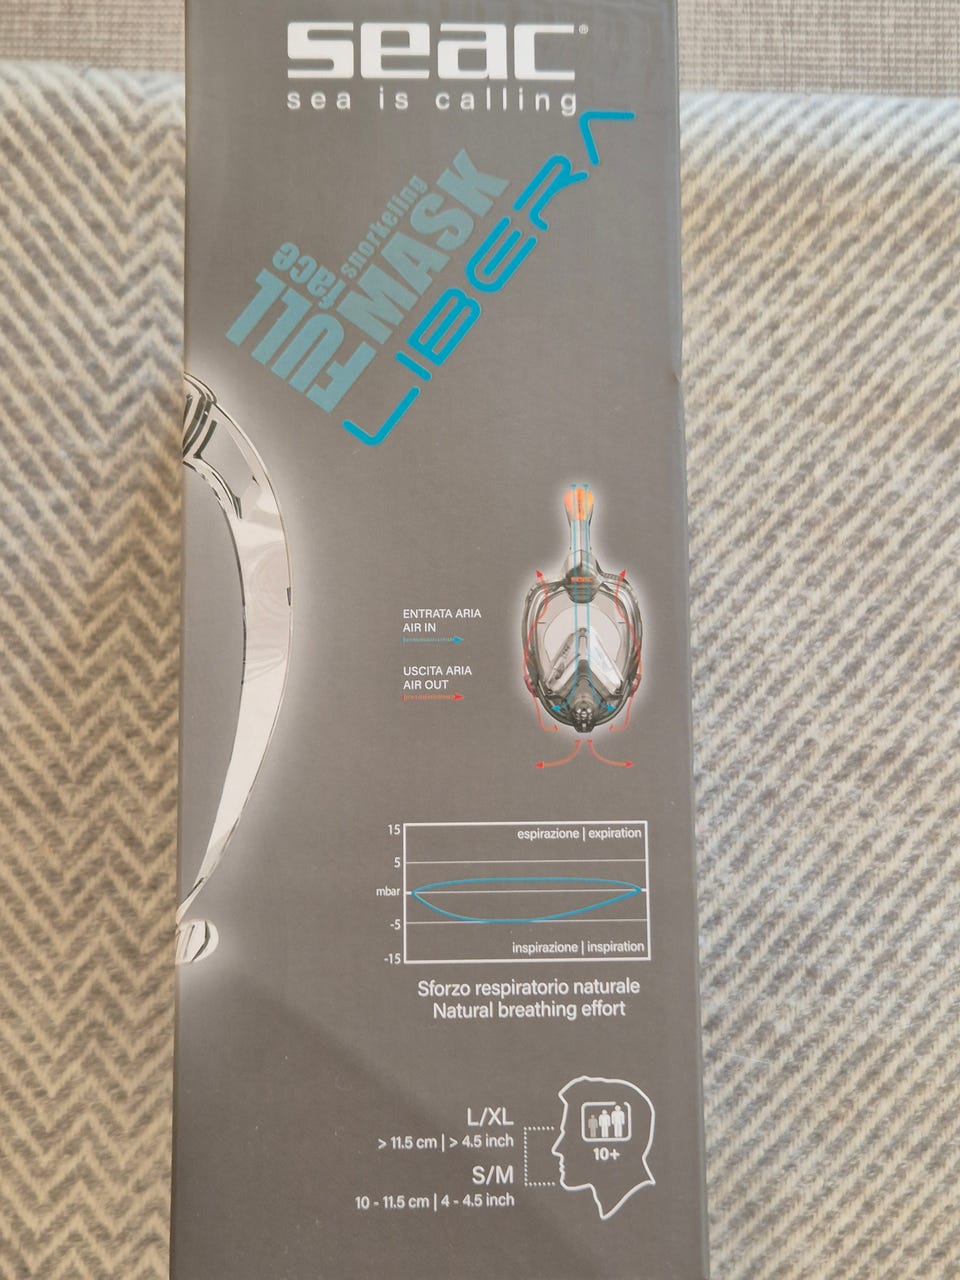 seac®
sea is calling
full face
snorkeling
MASK
LIBERA
seac
ENTRATA ARIA
AIR IN
USCITA ARIA
AIR OUT
15
espirazione | expiration
5
mbar
-5
inspirazione | inspiration
-15
Sforzo respiratorio naturale
Natural breathing effort
L/XL
> 11.5 cm | > 4.5 inch
10+
S/M
10 - 11.5 cm | 4 - 4.5 inch